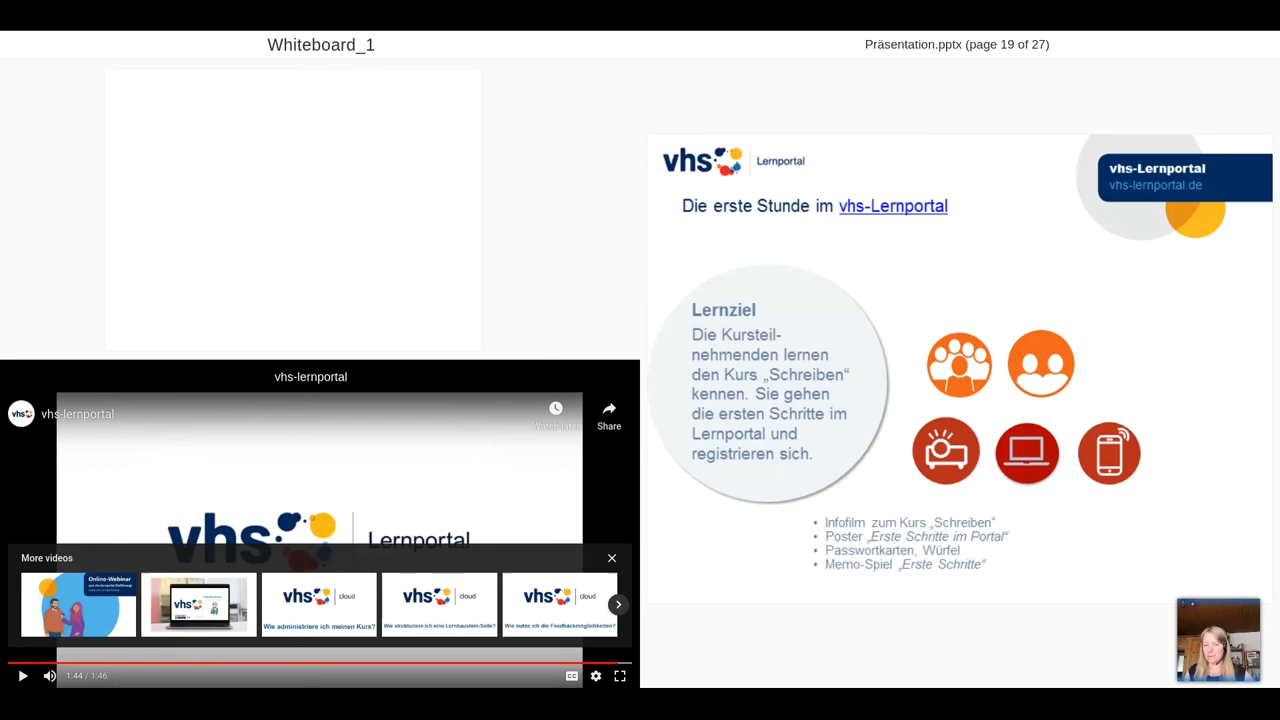 Whiteboard_1
Präsentation.pptx (page 19 of 27)
vhs Lernportal
vhs-Lernportal
vhs-lernportal.de
Die erste Stunde im vhs-Lernportal
Lernziel
Die Kursteil-
nehmenden lernen
den Kurs „Schreiben“
kennen. Sie gehen
die ersten Schritte im
Lernportal und
registrieren sich.
• Infofilm zum Kurs „Schreiben“
• Poster „Erste Schritte im Portal“
• Passwortkarten, Würfel
• Memo-Spiel „Erste Schritte“
vhs-lernportal
vhs
vhs-lernportal
Watch later
Share
vhs Lernportal
More videos
Online-Webinar
vhs
vhs cloud
Wie administriere ich meinen Kurs?
vhs cloud
Wie strukturiere ich eine Lernbaustein-Seite?
vhs cloud
Wie nutze ich die Feedbackmöglichkeiten?
1:44 / 1:46
CC